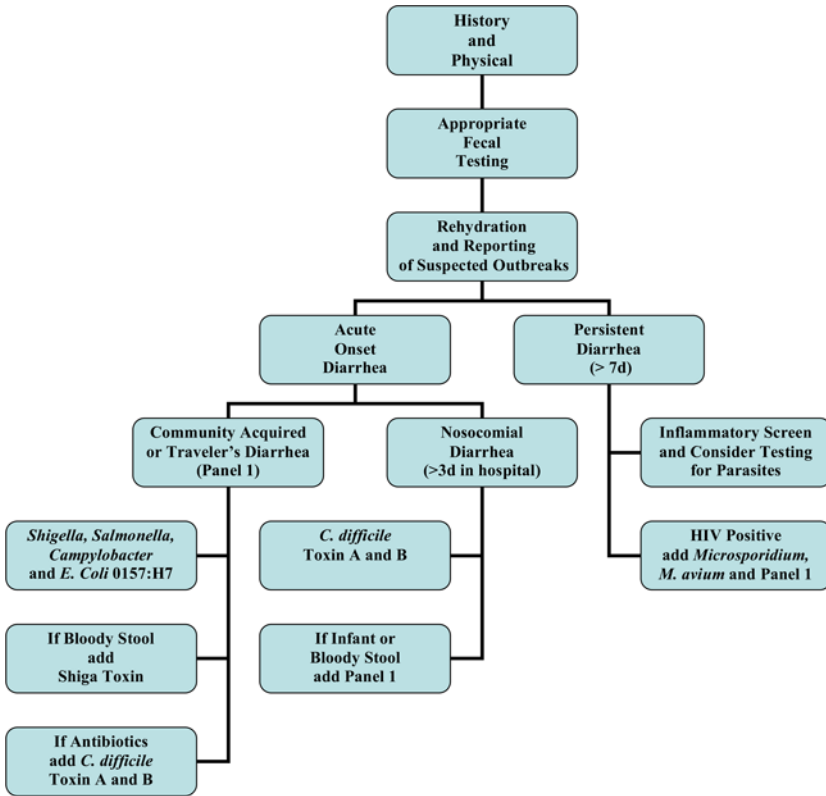 History
and
Physical
Appropriate
Fecal
Testing
Rehydration
and Reporting
of Suspected Outbreaks
Acute
Onset
Diarrhea
Persistent
Diarrhea
(> 7d)
Community Acquired
or Traveler's Diarrhea
(Panel 1)
Nosocomial
Diarrhea
(>3d in hospital)
Inflammatory Screen
and Consider Testing
for Parasites
Shigella, Salmonella,
Campylobacter
and E. Coli 0157:H7
C. difficile
Toxin A and B
HIV Positive
add Microsporidium,
M. avium and Panel 1
If Bloody Stool
add
Shiga Toxin
If Infant or
Bloody Stool
add Panel 1
If Antibiotics
add C. difficile
Toxin A and B